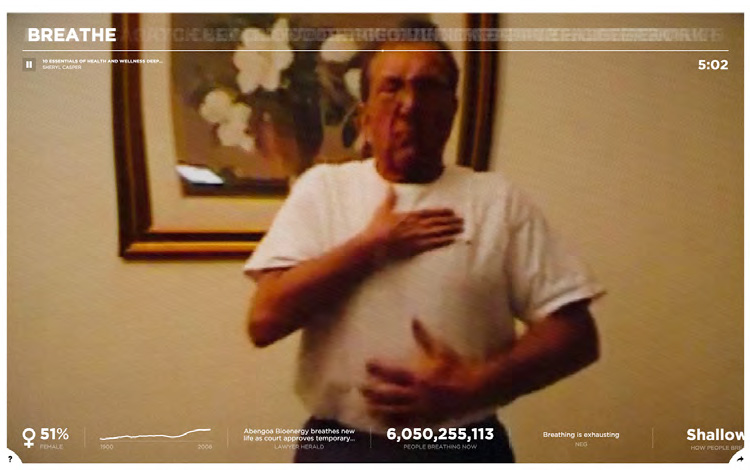 BREATHE
10 ESSENTIALS OF HEALTH AND WELLNESS DEEP...
SHERYL CASPER
5:02
51%
FEMALE
1900
2008
Abengoa Bioenergy breathes new
life as court approves temporary...
LAWYER HERALD
6,050,255,113
PEOPLE BREATHING NOW
Breathing is exhausting
NEG
Shallow
HOW PEOPLE BRE
?